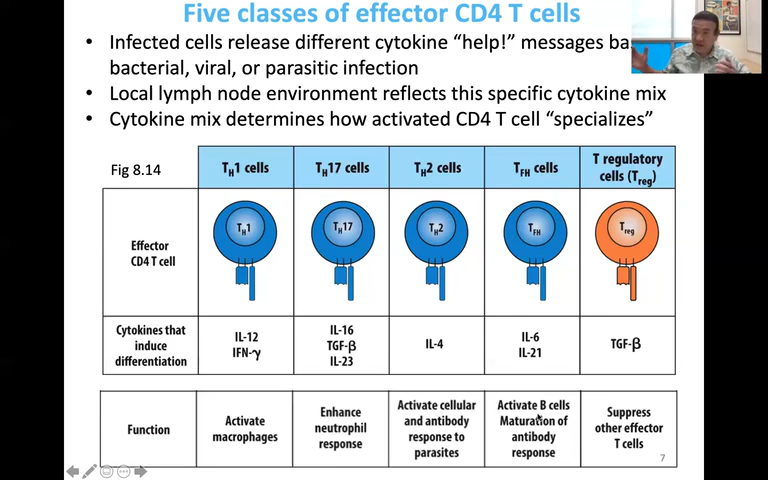 Five classes of effector CD4 T cells
• Infected cells release different cytokine “help!” messages
bacterial, viral, or parasitic infection
• Local lymph node environment reflects this specific cytokine mix
• Cytokine mix determines how activated CD4 T cell “specializes”
Fig 8.14
TH1 cells
TH17 cells
TH2 cells
TFH cells
T regulatory
cells (Treg)
Effector
CD4 T cell
TH1
TH17
TH2
TFH
Treg
Cytokines that
induce
differentiation
IL-12
IFN-γ
IL-16
TGF-β
IL-23
IL-4
IL-6
IL-21
TGF-β
Function
Activate
macrophages
Enhance
neutrophil
response
Activate cellular
and antibody
response to
parasites
Activate B cells
Maturation of
antibody
response
Suppress
other effector
T cells
7